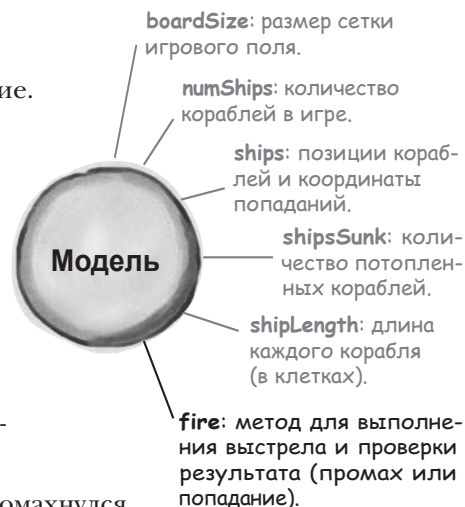 boardSize: размер сетки
игрового поля.
ие.
numShips: количество
кораблей в игре.
ships: позиции кораб-
лей и координаты
попаданий.
Модель
shipsSunk: коли-
чество потоплен-
ных кораблей.
shipLength: длина
каждого корабля
(в клетках).
-
fire: метод для выполне-
ния выстрела и проверки
результата (промах или
попадание).
омахнулся